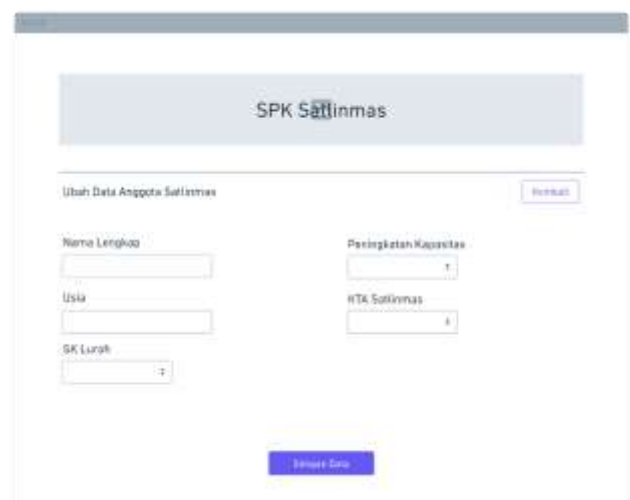 SPK Satlinmas
Ubah Data Anggota Satlinmas
Kembali
Nama Lengkap
Peningkatan Kapasitas
Usia
KTA Satlinmas
SK Lurah
Simpan Data